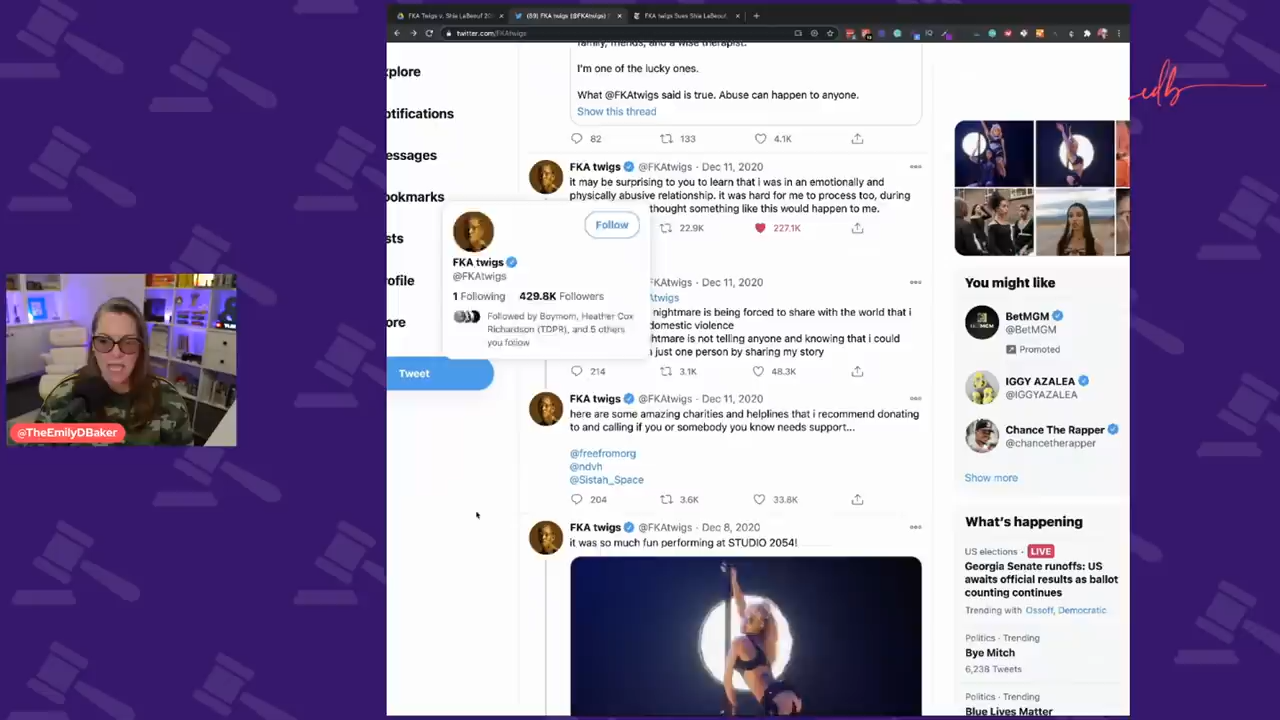 FKA Twigs v. Shia LaBeouf 20
(89) FKA twigs (@FKAtwigs)
FKA twigs Sues Shia LaBeouf,
twitter.com/FKAtwigs
edb
xplore
otifications
essages
ookmarks
sts
rofile
ore
Tweet
@TheEmilyDBaker
family, friends, and a wise therapist.
I'm one of the lucky ones.
What @FKAtwigs said is true. Abuse can happen to anyone.
Show this thread
82 133 4.1K
FKA twigs @FKAtwigs · Dec 11, 2020
it may be surprising to you to learn that i was in an emotionally and
physically abusive relationship. it was hard for me to process too, during
thought something like this would happen to me.
22.9K 227.1K
Follow
FKA twigs
@FKAtwigs
1 Following 429.8K Followers
Followed by Boymom, Heather Cox
Richardson (TDPR), and 5 others
you follow
KAtwigs · Dec 11, 2020
Atwigs
nightmare is being forced to share with the world that i
domestic violence
ghtmare is not telling anyone and knowing that i could
just one person by sharing my story
214 3.1K 48.3K
FKA twigs @FKAtwigs · Dec 11, 2020
here are some amazing charities and helplines that i recommend donating
to and calling if you or somebody you know needs support...
@freefromorg
@ndvh
@Sistah_Space
204 3.6K 33.8K
FKA twigs @FKAtwigs · Dec 8, 2020
it was so much fun performing at STUDIO 2054!
You might like
BetMGM
@BetMGM
Promoted
IGGY AZALEA
@IGGYAZALEA
Chance The Rapper
@chancetherapper
Show more
What's happening
US elections · LIVE
Georgia Senate runoffs: US
awaits official results as ballot
counting continues
Trending with Ossoff, Democratic
Politics · Trending
Bye Mitch
6,238 Tweets
Politics · Trending
Blue Lives Matter